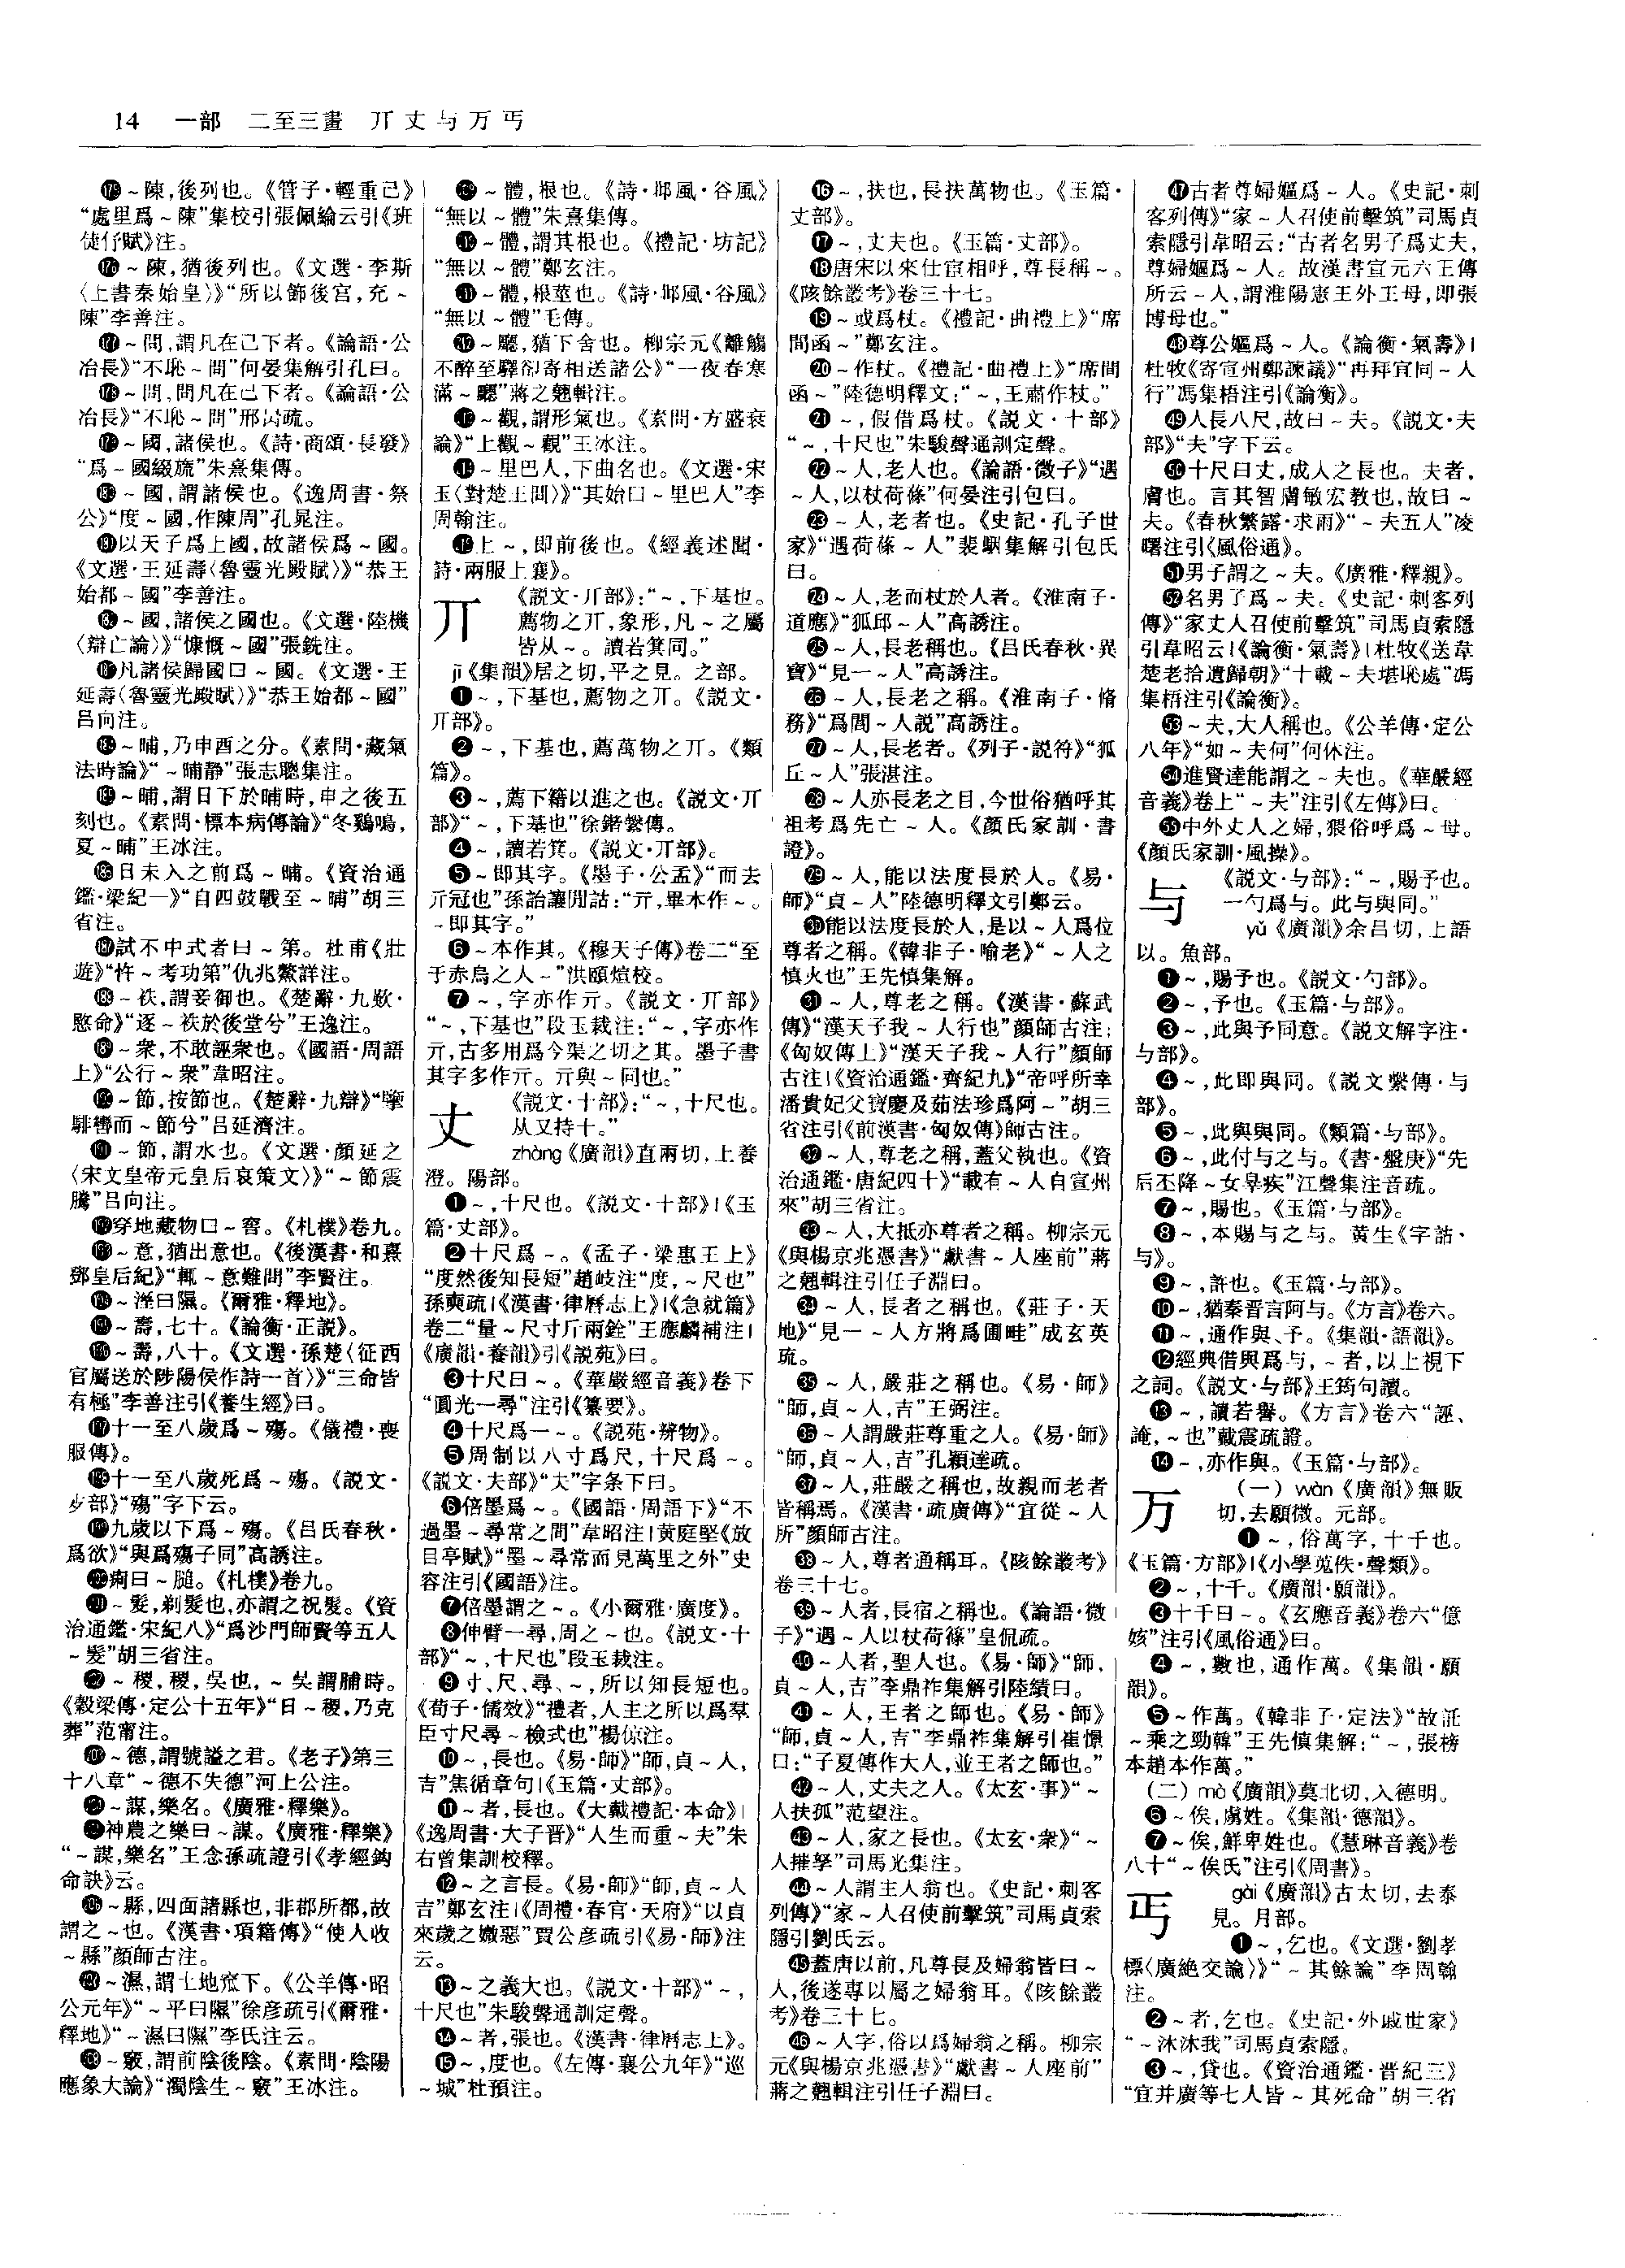 14 一部 二至三畫 丌丈与万丏
~陳,後列也。《管子·輕重己》
“處里爲~陳”集校引張佩綸云引《班
倢伃賦》注。
~陳,猶後列也。《文選·李斯
〈上書秦始皇〉》“所以飾後宫,充~
陳”李善注。
~問,謂凡在己下者。《論語·公
冶長》“不恥~問”何晏集解引孔曰。
~問,問凡在己下者。《論語·公
冶長》“不恥~問”邢昺疏。
~國,諸侯也。《詩·商頌·長發》
“爲~國綴旒”朱熹集傳。
~國,謂諸侯也。《逸周書·祭
公》“度~國,作陳周”孔晁注。
以天子爲上國,故諸侯爲~國。
《文選·王延壽〈魯靈光殿賦〉》“恭王
始都~國”李善注。
~國,諸侯之國也。《文選·陸機
〈辯亡論〉》“慷慨~國”張銑注。
凡諸侯歸國曰~國。《文選·王
延壽〈魯靈光殿賦〉》“恭王始都~國”
吕向注。
~晡,乃申酉之分。《素問·藏氣
法時論》“~晡静”張志聰集注。
~晡,謂日下於晡時,申之後五
刻也。《素問·標本病傳論》“冬鷄鳴,
夏~晡”王冰注。
日未入之前爲~晡。《資治通
鑑·梁紀一》“自四鼓戰至~晡”胡三
省注。
試不中式者曰~第。杜甫《壯
遊》“忤~考功第”仇兆鰲詳注。
~袟,謂妾御也。《楚辭·九歎·
愍命》“逐~袟於後堂兮”王逸注。
~衆,不敢誣衆也。《國語·周語
上》“公行~衆”韋昭注。
~節,按節也。《楚辭·九辯》“擥
騑轡而~節兮”吕延濟注。
~節,謂水也。《文選·顔延之
〈宋文皇帝元皇后哀策文〉》“~節震
騰”吕向注。
穿地藏物曰~窖。《札樸》卷九。
~意,猶出意也。《後漢書·和熹
鄧皇后紀》“輒~意難問”李賢注。
~溼曰隰。《爾雅·釋地》。
~壽,七十。《論衡·正説》。
~壽,八十。《文選·孫楚〈征西
官屬送於陟陽侯作詩一首〉》“三命皆
有極”李善注引《養生經》曰。
十一至八歲爲~殤。《儀禮·喪
服傳》。
十一至八歲死爲~殤。《説文·
歺部》“殤”字下云。
九歲以下爲~殤。《吕氏春秋·
爲欲》“與爲殤子同”高誘注。
痢曰~膇。《札樸》卷九。
~髮,剃髮也,亦謂之祝髮。《資
治通鑑·宋紀八》“爲沙門師賢等五人
~髮”胡三省注。
~稷,稷,吳也,~吳謂脯時。
《穀梁傳·定公十五年》“日~稷,乃克
葬”范甯注。
~德,謂號謚之君。《老子》第三
十八章“~德不失德”河上公注。
~謀,樂名。《廣雅·釋樂》。
神農之樂曰~謀。《廣雅·釋樂》
“~謀,樂名”王念孫疏證引《孝經鈎
命訣》云。
~縣,四面諸縣也,非郡所都,故
謂之~也。《漢書·項籍傳》“使人收
~縣”顔師古注。
~濕,謂土地窊下。《公羊傳·昭
公元年》“~平曰隰”徐彦疏引《爾雅·
釋地》“~濕曰隰”李氏注云。
~竅,謂前陰後陰。《素問·陰陽
應象大論》“濁陰生~竅”王冰注。
~體,根也。《詩·邶風·谷風》
“無以~體”朱熹集傳。
~體,謂其根也。《禮記·坊記》
“無以~體”鄭玄注。
~體,根莖也。《詩·邶風·谷風》
“無以~體”毛傳。
~廳,猶下舍也。柳宗元《離觴
不醉至驛却寄相送諸公》“一夜春寒
滿~廳”蔣之翹輯注。
~觀,謂形氣也。《素問·方盛衰
論》“上觀~觀”王冰注。
~里巴人,下曲名也。《文選·宋
玉〈對楚王問〉》“其始曰~里巴人”李
周翰注。
上~,即前後也。《經義述聞·
詩·兩服上襄》。
丌 《説文·丌部》:“~,下基也。
薦物之丌,象形,凡~之屬
皆从~。讀若箕同。”
jī《集韻》居之切,平之見。之部。
❶~,下基也,薦物之丌。《説文·
丌部》。
❷~,下基也,薦萬物之丌。《類
篇》。
❸~,薦下籍以進之也。《説文·丌
部》“~,下基也”徐鍇繫傳。
❹~,讀若箕。《説文·丌部》。
❺~即其字。《墨子·公孟》“而去
亓冠也”孫詒讓閒詁:“亓,畢本作~。
~即其字。”
❻~本作其。《穆天子傳》卷二“至
于赤烏之人~”洪頤煊校。
❼~,字亦作亓。《説文·丌部》
“~,下基也”段玉裁注:“~,字亦作
亓,古多用爲今渠之切之其。墨子書
其字多作亓。亓與~同也。”
丈 《説文·十部》:“~,十尺也。
从又持十。”
zhàng《廣韻》直兩切,上養
澄。陽部。
❶~,十尺也。《説文·十部》|《玉
篇·丈部》。
❷十尺爲~。《孟子·梁惠王上》
“度然後知長短”趙岐注“度,~尺也”
孫奭疏|《漢書·律曆志上》|《急就篇》
卷二“量~尺寸斤兩銓”王應麟補注|
《廣韻·養韻》引《説苑》曰。
❸十尺曰~。《華嚴經音義》卷下
“圓光一尋”注引《纂要》。
❹十尺爲一~。《説苑·辨物》。
❺周制以八寸爲尺,十尺爲~。
《説文·夫部》“夫”字条下曰。
❻倍墨爲~。《國語·周語下》“不
過墨~尋常之間”韋昭注|黄庭堅《放
目亭賦》“墨~尋常而見萬里之外”史
容注引《國語》注。
❼倍墨謂之~。《小爾雅·廣度》。
❽伸臂一尋,周之~也。《説文·十
部》“~,十尺也”段玉裁注。
❾寸、尺、尋、~,所以知長短也。
《荀子·儒效》“禮者,人主之所以爲羣
臣寸尺尋~檢式也”楊倞注。
❿~,長也。《易·師》“師,貞~人,
吉”焦循章句|《玉篇·丈部》。
⓫~者,長也。《大戴禮記·本命》|
《逸周書·大子晋》“人生而重~夫”朱
右曾集訓校釋。
⓬~之言長。《易·師》“師,貞~人
吉”鄭玄注|《周禮·春官·天府》“以貞
來歲之媺惡”賈公彦疏引《易·師》注
云。
⓭~之義大也。《説文·十部》“~,
十尺也”朱駿聲通訓定聲。
⓮~者,張也。《漢書·律曆志上》。
⓯~,度也。《左傳·襄公九年》“巡
~城”杜預注。
⓰~,扶也,長扶萬物也。《玉篇·
丈部》。
⓱~,丈夫也。《玉篇·丈部》。
⓲唐宋以來仕宦相呼,尊長稱~。
《陔餘叢考》卷三十七。
⓳~或爲杖。《禮記·曲禮上》“席
間函~”鄭玄注。
⓴~作杖。《禮記·曲禮上》“席間
函~”陸德明釋文:“~,王肅作杖。”
㉑~,假借爲杖。《説文·十部》
“~,十尺也”朱駿聲通訓定聲。
㉒~人,老人也。《論語·微子》“遇
~人,以杖荷蓧”何晏注引包曰。
㉓~人,老者也。《史記·孔子世
家》“遇荷蓧~人”裴駰集解引包氏
曰。
㉔~人,老而杖於人者。《淮南子·
道應》“狐邱~人”高誘注。
㉕~人,長老稱也。《吕氏春秋·異
寶》“見一~人”高誘注。
㉖~人,長老之稱。《淮南子·脩
務》“爲閭~人説”高誘注。
㉗~人,長老者。《列子·説符》“狐
丘~人”張湛注。
㉘~人亦長老之目,今世俗猶呼其
祖考爲先亡~人。《顔氏家訓·書
證》。
㉙~人,能以法度長於人。《易·
師》“貞~人”陸德明釋文引鄭云。
㉚能以法度長於人,是以~人爲位
尊者之稱。《韓非子·喻老》“~人之
慎火也”王先慎集解。
㉛~人,尊老之稱。《漢書·蘇武
傳》“漢天子我~人行也”顔師古注;
《匈奴傳上》“漢天子我~人行”顔師
古注|《資治通鑑·齊紀九》“帝呼所幸
潘貴妃父寶慶及茹法珍爲阿~”胡三
省注引《前漢書·匈奴傳》師古注。
㉜~人,尊老之稱,蓋父執也。《資
治通鑑·唐紀四十》“載有~人自宣州
來”胡三省注。
㉝~人,大抵亦尊者之稱。柳宗元
《與楊京兆憑書》“獻書~人座前”蔣
之翹輯注引任子淵曰。
㉞~人,長者之稱也。《莊子·天
地》“見一~人方將爲圃畦”成玄英
疏。
㉟~人,嚴莊之稱也。《易·師》
“師,貞~人,吉”王弼注。
㊱~人謂嚴莊尊重之人。《易·師》
“師,貞~人,吉”孔穎達疏。
㊲~人,莊嚴之稱也,故親而老者
皆稱焉。《漢書·疏廣傳》“宜從~人
所”顔師古注。
㊳~人,尊者通稱耳。《陔餘叢考》
卷三十七。
㊴~人者,長宿之稱也。《論語·微
子》“遇~人以杖荷蓧”皇侃疏。
㊵~人者,聖人也。《易·師》“師,
貞~人,吉”李鼎祚集解引陸績曰。
㊶~人,王者之師也。《易·師》
“師,貞~人,吉”李鼎祚集解引崔憬
曰:“子夏傳作大人,並王者之師也。”
㊷~人,丈夫之人。《太玄·事》“~
人扶孤”范望注。
㊸~人,家之長也。《太玄·衆》“~
人摧孥”司馬光集注。
㊹~人謂主人翁也。《史記·刺客
列傳》“家~人召使前擊筑”司馬貞索
隱引劉氏云。
㊺蓋唐以前,凡尊長及婦翁皆曰~
人,後遂專以屬之婦翁耳。《陔餘叢
考》卷三十七。
㊻~人字,俗以爲婦翁之稱。柳宗
元《與楊京兆憑書》“獻書~人座前”
蔣之翹輯注引任子淵曰。
㊼古者尊婦嫗爲~人。《史記·刺
客列傳》“家~人召使前擊筑”司馬貞
索隱引韋昭云:“古者名男子爲丈夫,
尊婦嫗爲~人。故漢書宣元六王傳
所云~人,謂淮陽憲王外王母,即張
博母也。”
㊽尊公嫗爲~人。《論衡·氣壽》|
杜牧《寄宣州鄭諫議》“再拜宜同~人
行”馮集梧注引《論衡》。
㊾人長八尺,故曰~夫。《説文·夫
部》“夫”字下云。
㊿十尺曰丈,成人之長也。夫者,
膚也。言其智膚敏宏教也,故曰~
夫。《春秋繁露·求雨》“~夫五人”凌
曙注引《風俗通》。
51男子謂之~夫。《廣雅·釋親》。
52名男子爲~夫。《史記·刺客列
傳》“家丈人召使前擊筑”司馬貞索隱
引韋昭云|《論衡·氣壽》|杜牧《送韋
楚老拾遺歸朝》“十載~夫堪恥處”馮
集梧注引《論衡》。
53~夫,大人稱也。《公羊傳·定公
八年》“如~夫何”何休注。
54進賢達能謂之~夫也。《華嚴經
音義》卷上“~夫”注引《左傳》曰。
55中外丈人之婦,猥俗呼爲~母。
《顔氏家訓·風操》。
与 《説文·与部》:“~,賜予也。
一勺爲与。此与與同。”
yǔ《廣韻》余吕切,上語
以。魚部。
❶~,賜予也。《説文·勺部》。
❷~,予也。《玉篇·与部》。
❸~,此與予同意。《説文解字注·
与部》。
❹~,此即與同。《説文繫傳·与
部》。
❺~,此與與同。《類篇·与部》。
❻~,此付与之与。《書·盤庚》“先
后丕降~女辠疾”江聲集注音疏。
❼~,賜也。《玉篇·与部》。
❽~,本賜与之与。黄生《字詁·
与》。
❾~,許也。《玉篇·与部》。
❿~,猶秦晋言阿与。《方言》卷六。
⓫~,通作與、予。《集韻·語韻》。
⓬經典借與爲与,~者,以上視下
之詞。《説文·与部》王筠句讀。
⓭~,讀若譽。《方言》卷六“誣、
䛳,~也”戴震疏證。
⓮~,亦作與。《玉篇·与部》。
万 (一)wàn《廣韻》無販
切,去願微。元部。
❶~,俗萬字,十千也。
《玉篇·方部》|《小學蒐佚·聲類》。
❷~,十千。《廣韻·願韻》。
❸十千曰~。《玄應音義》卷六“億
姟”注引《風俗通》曰。
❹~,數也,通作萬。《集韻·願
韻》。
❺~作萬。《韓非子·定法》“故託
~乘之勁韓”王先慎集解:“~,張榜
本趙本作萬。”
(二)mò《廣韻》莫北切,入德明。
❻~俟,虜姓。《集韻·德韻》。
❼~俟,鮮卑姓也。《慧琳音義》卷
八十“~俟氏”注引《周書》。
丐 gài《廣韻》古太切,去泰
見。月部。
❶~,乞也。《文選·劉孝
標〈廣絶交論〉》“~其餘論”李周翰
注。
❷~者,乞也。《史記·外戚世家》
“~沐沐我”司馬貞索隱。
❸~,貸也。《資治通鑑·晋紀三》
“宜并廣等七人皆~其死命”胡三省